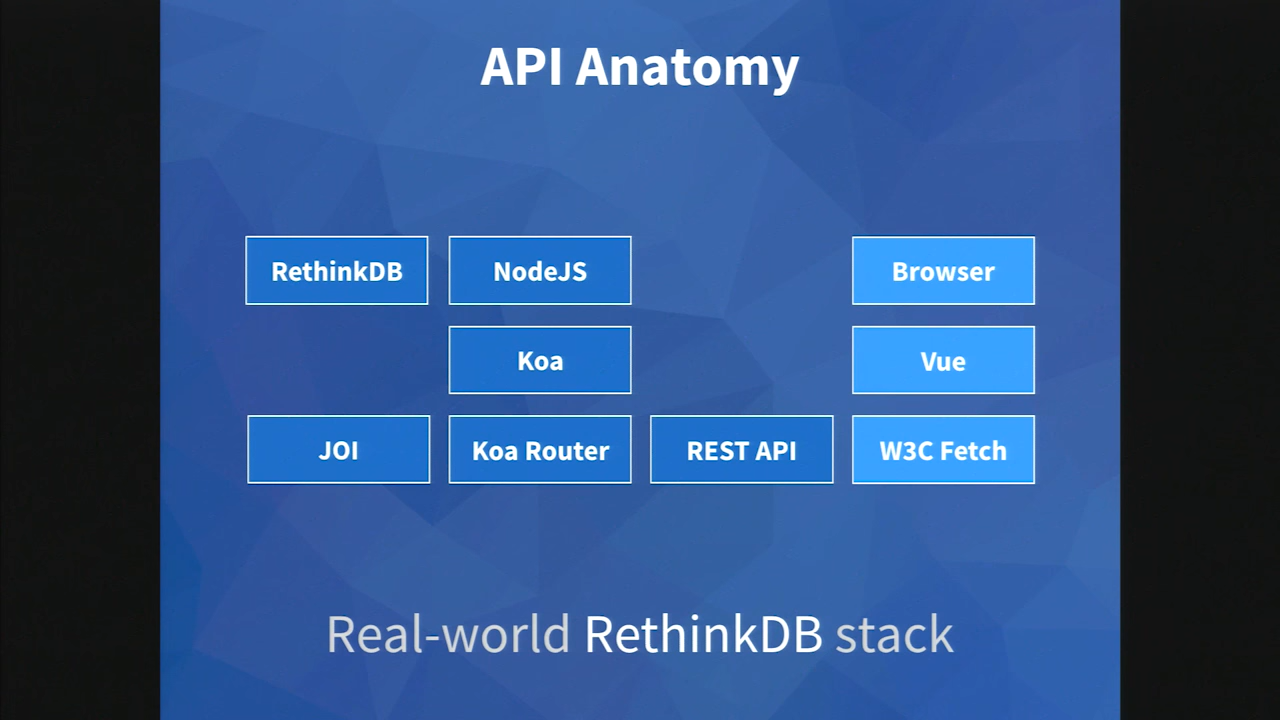 API Anatomy
RethinkDB NodeJS Browser
Koa Vue
JOI Koa Router REST API W3C Fetch
Real-world RethinkDB stack